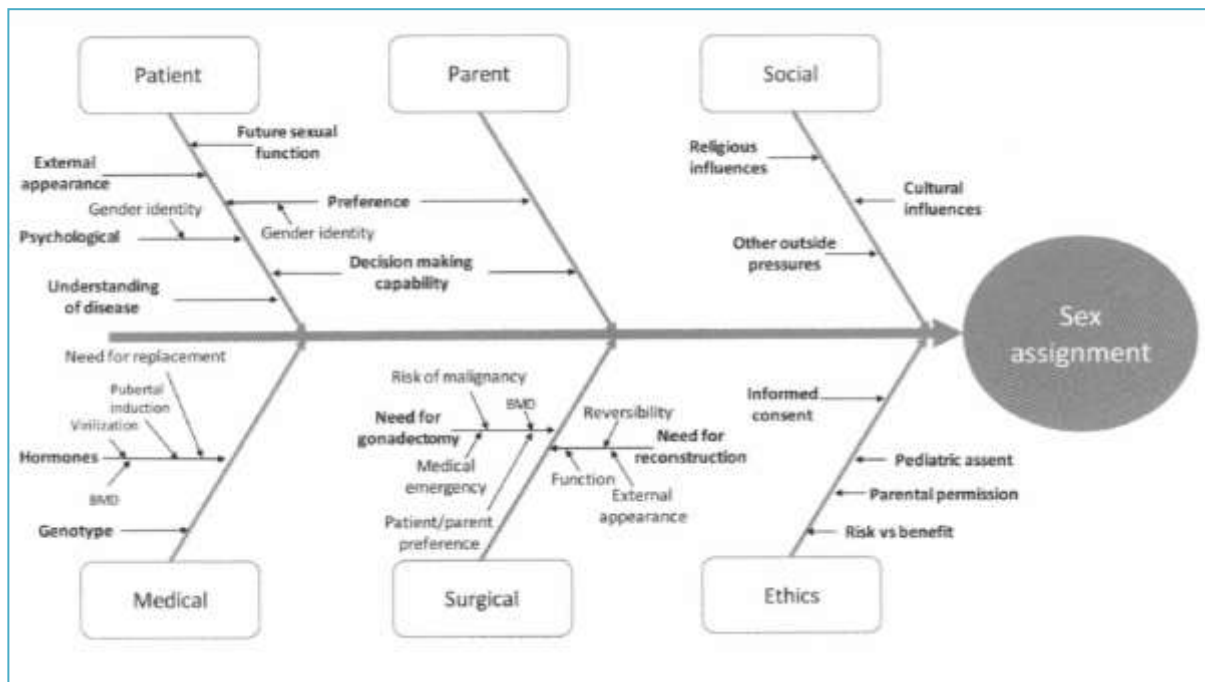 Patient
Parent
Social
Future sexual
function
External
appearance
Gender identity
Psychological
Preference
Gender identity
Decision making
capability
Understanding
of disease
Religious
influences
Cultural
influences
Other outside
pressures
Sex
assignment
Need for replacement
Pubertal
induction
Virilization
Hormones
BMD
Genotype
Risk of malignancy
BMD
Need for
gonadectomy
Medical
emergency
Patient/parent
preference
Reversibility
Need for
reconstruction
Function
External
appearance
Informed
consent
Pediatric assent
Parental permission
Risk vs benefit
Medical
Surgical
Ethics